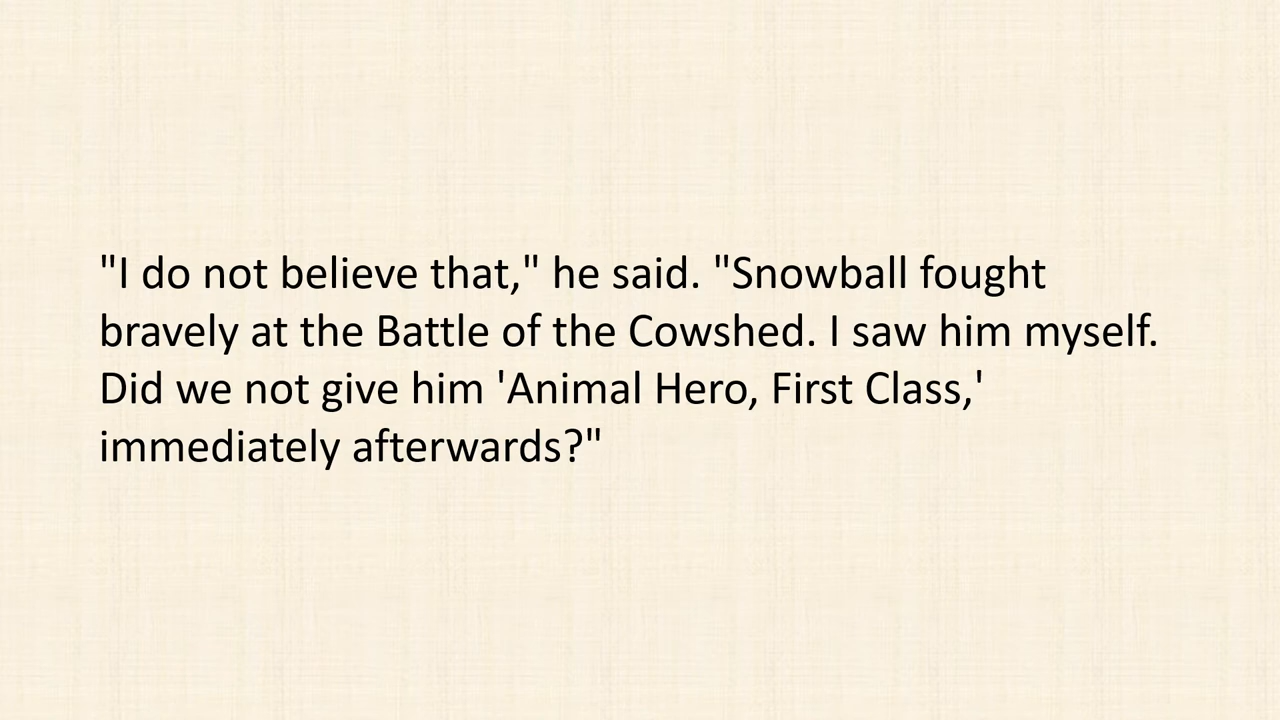 "I do not believe that," he said. "Snowball fought
bravely at the Battle of the Cowshed. I saw him myself.
Did we not give him 'Animal Hero, First Class,'
immediately afterwards?"